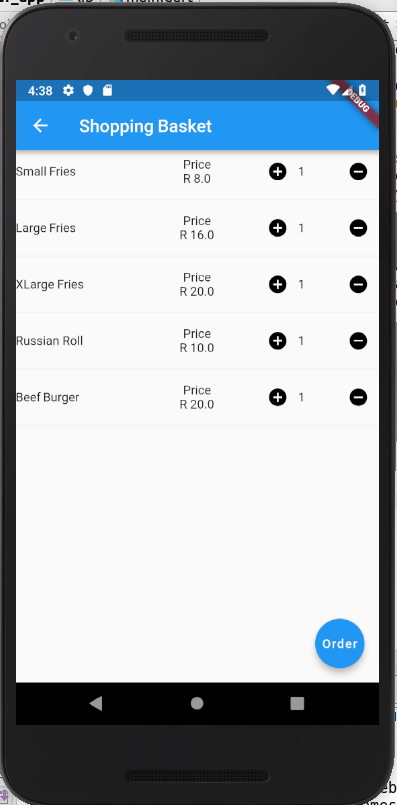 4:38
DEBUG
Shopping Basket
Small Fries
Price
R 8.0
1
Large Fries
Price
R 16.0
1
XLarge Fries
Price
R 20.0
1
Russian Roll
Price
R 10.0
1
Beef Burger
Price
R 20.0
1
Order